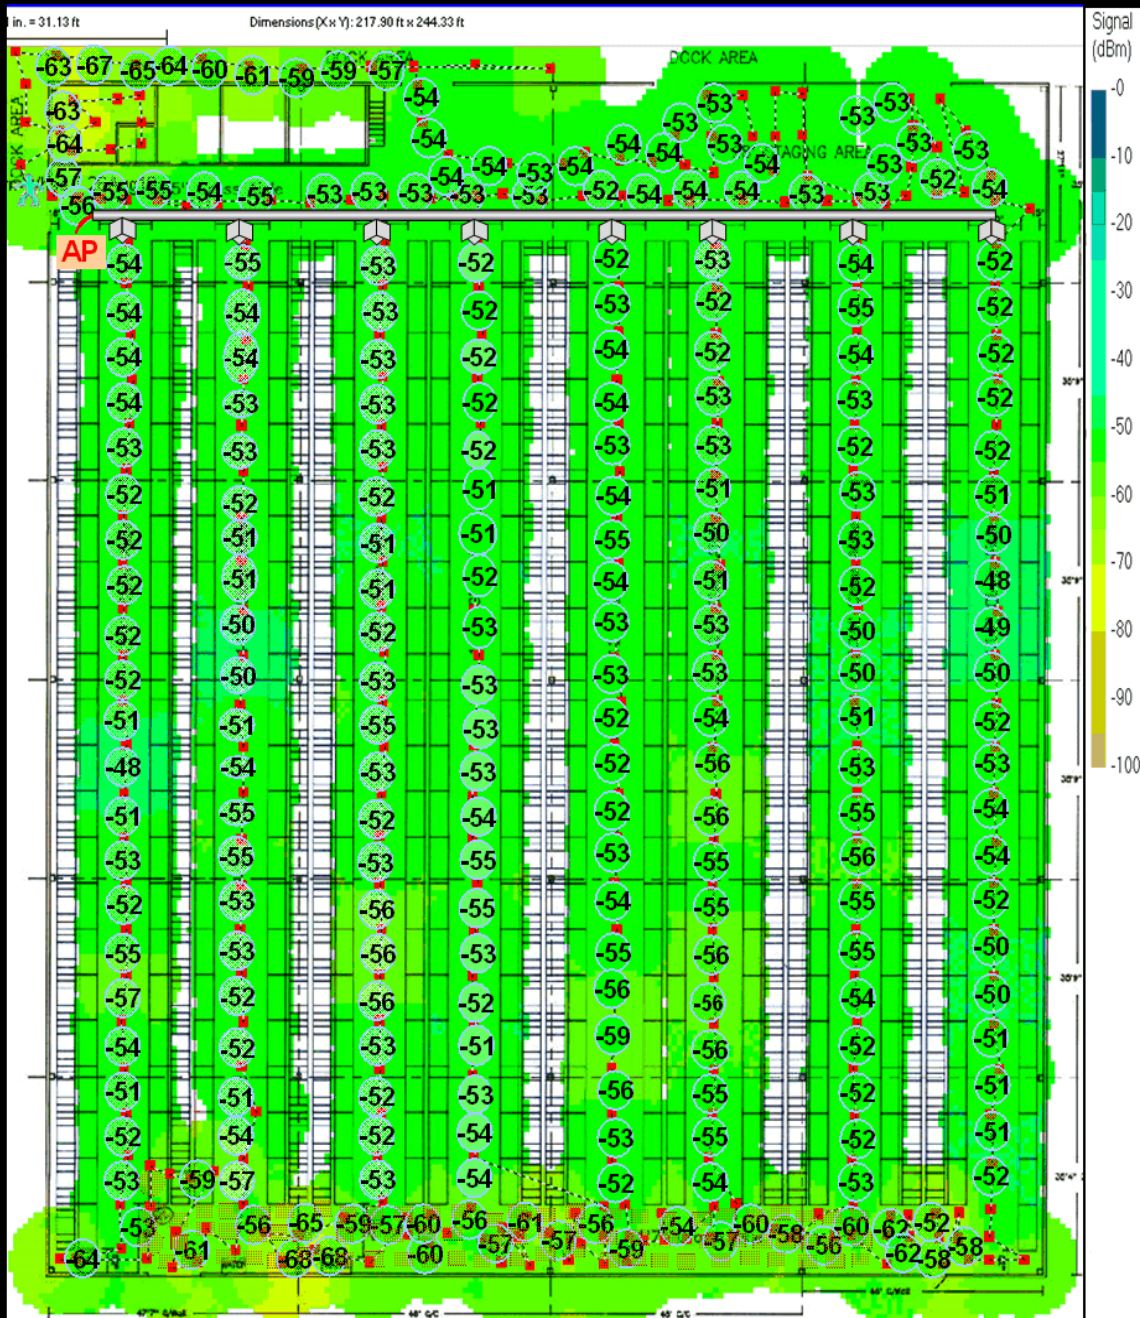 1 in. = 31.13 ft Dimensions (X x Y): 217.90 ft x 244.33 ft
Signal
(dBm)
DOCK AREA DOCK AREA
-63 -67 -65 -64 -60 -61 -59 -59 -57
-63 -54 -53 -53 -53
-64 -54 -54 -54 -53 -53 -53 -53
STAGING AREA
-57 -54 -54 -53 -54 -54 -53 -52
-56 -55 -55 -54 -55 -53 -53 -54 -53 -53 -52 -54 -54 -54 -53 -53 -54
DOCK AREA
AP
-54 -55 -53 -52 -52 -53 -54 -52
-54 -54 -53 -52 -53 -52 -55 -52
-54 -54 -53 -52 -54 -52 -54 -52
-54 -53 -53 -52 -54 -53 -53 -52
-53 -53 -53 -52 -53 -53 -52 -52
-52 -52 -52 -51 -54 -51 -53 -51
-52 -51 -51 -51 -55 -50 -53 -50
-52 -51 -51 -52 -54 -51 -52 -48
-52 -50 -52 -53 -53 -53 -50 -49
-52 -50 -53 -53 -53 -53 -50 -50
-51 -51 -55 -53 -52 -54 -51 -52
-48 -54 -53 -53 -52 -56 -53 -53
-51 -55 -52 -54 -52 -56 -55 -54
-53 -55 -53 -55 -53 -55 -56 -54
-52 -53 -56 -55 -54 -55 -55
-55 -53 -56 -53 -55 -56 -55 -50
-57 -52 -56 -52 -56 -56 -54 -50
-54 -52 -53 -51 -59 -56 -52 -51
-51 -51 -52 -53 -56 -55 -52 -51
-52 -54 -52 -54 -53 -55 -52 -51
-53 -59 -57 -53 -54 -52 -54 -53 -52
-53 -56 -65 -59 -57 -60 -56 -61 -56 -54 -60 -58 -60 -62 -52
-64 -61 -68 -68 -60 -57 -57 -59 -57 -56 -62 -58 -58
47'7" C/Wall 48' C/C 48' C/C
-0
-10
-20
-30
-40
-50
-60
-70
-80
-90
-100